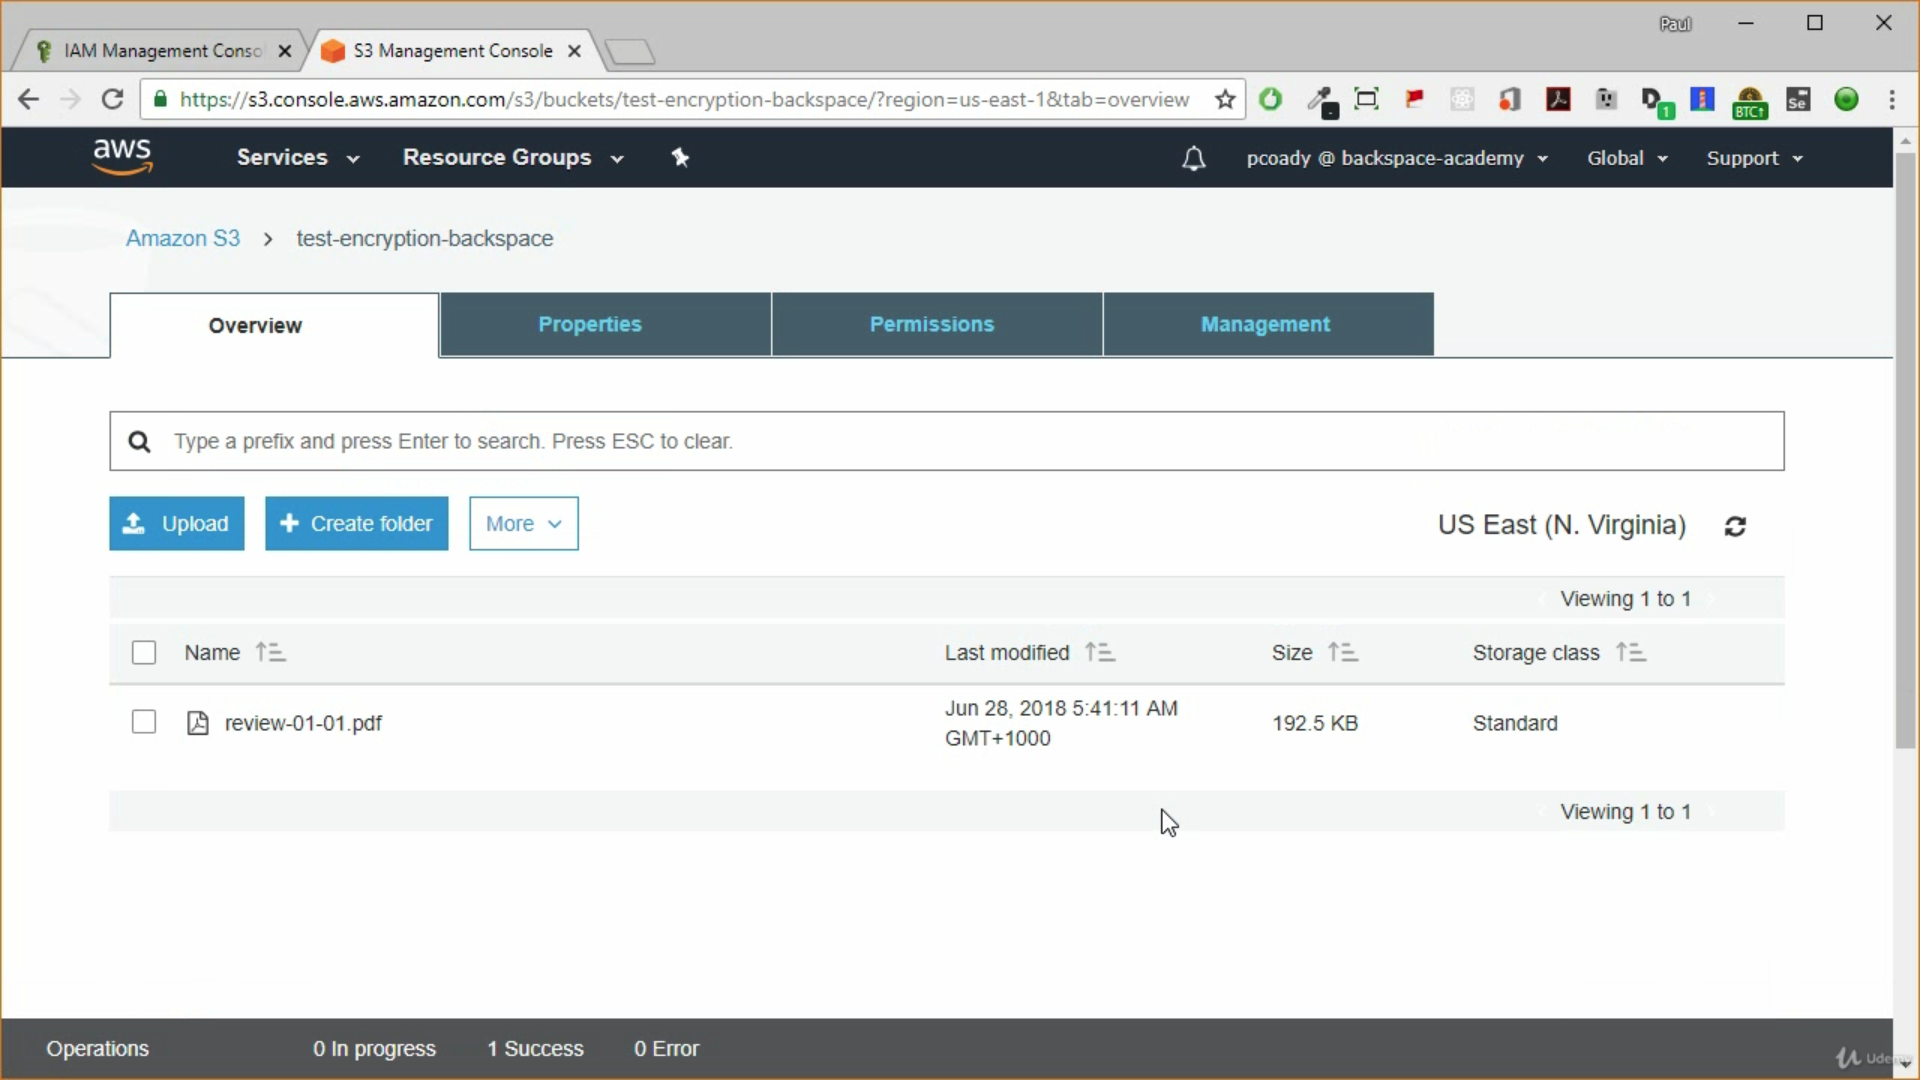 Paul
IAM Management Conso
S3 Management Console
https://s3.console.aws.amazon.com/s3/buckets/test-encryption-backspace/?region=us-east-1&tab=overview
D 1
BTC↑
Se
aws
Services
Resource Groups
pcoady @ backspace-academy
Global
Support
Amazon S3 > test-encryption-backspace
Overview
Properties
Permissions
Management
Type a prefix and press Enter to search. Press ESC to clear.
Upload
+ Create folder
More
US East (N. Virginia)
Viewing 1 to 1
Name
Last modified
Size
Storage class
review-01-01.pdf
Jun 28, 2018 5:41:11 AM
GMT+1000
192.5 KB
Standard
Viewing 1 to 1
Operations
0 In progress
1 Success
0 Error
Udemy